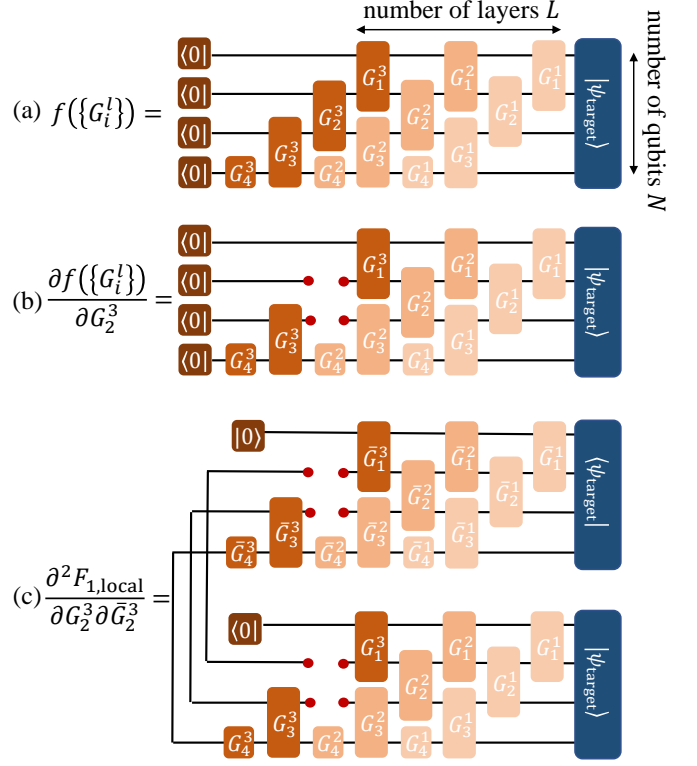 number of layers L
(a) f({G_i^l}) =
⟨0| G_1^3 G_1^2 G_1^1
⟨0| G_2^3 G_2^2 G_2^1
⟨0| G_3^3 G_3^2 G_3^1
⟨0| G_4^3 G_4^2 G_4^1
|ψ_target⟩
number of qubits N
(b) ∂f({G_i^l}) / ∂G_2^3 =
⟨0| G_1^3 G_1^2 G_1^1
⟨0| G_2^2 G_2^1
⟨0| G_3^3 G_3^2 G_3^1
⟨0| G_4^3 G_4^2 G_4^1
|ψ_target⟩
(c) ∂²F_{1,local} / ∂G_2^3 ∂Ḡ_2^3 =
|0⟩ Ḡ_1^3 Ḡ_1^2 Ḡ_1^1
Ḡ_2^2 Ḡ_2^1
Ḡ_3^3 Ḡ_3^2 Ḡ_3^1
Ḡ_4^3 Ḡ_4^2 Ḡ_4^1
⟨ψ_target|
⟨0| G_1^3 G_1^2 G_1^1
G_2^2 G_2^1
G_3^3 G_3^2 G_3^1
G_4^3 G_4^2 G_4^1
|ψ_target⟩